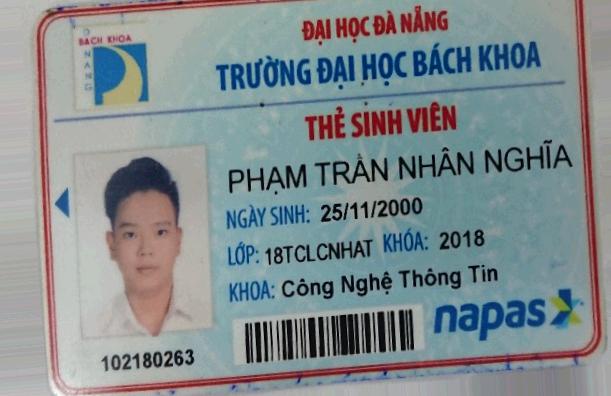 BÁCH KHOA
ĐÀ NẴNG
ĐẠI HỌC ĐÀ NẴNG
TRƯỜNG ĐẠI HỌC BÁCH KHOA
THẺ SINH VIÊN
PHẠM TRẦN NHÂN NGHĨA
NGÀY SINH: 25/11/2000
LỚP: 18TCLCNHAT KHÓA: 2018
KHOA: Công Nghệ Thông Tin
napas
102180263